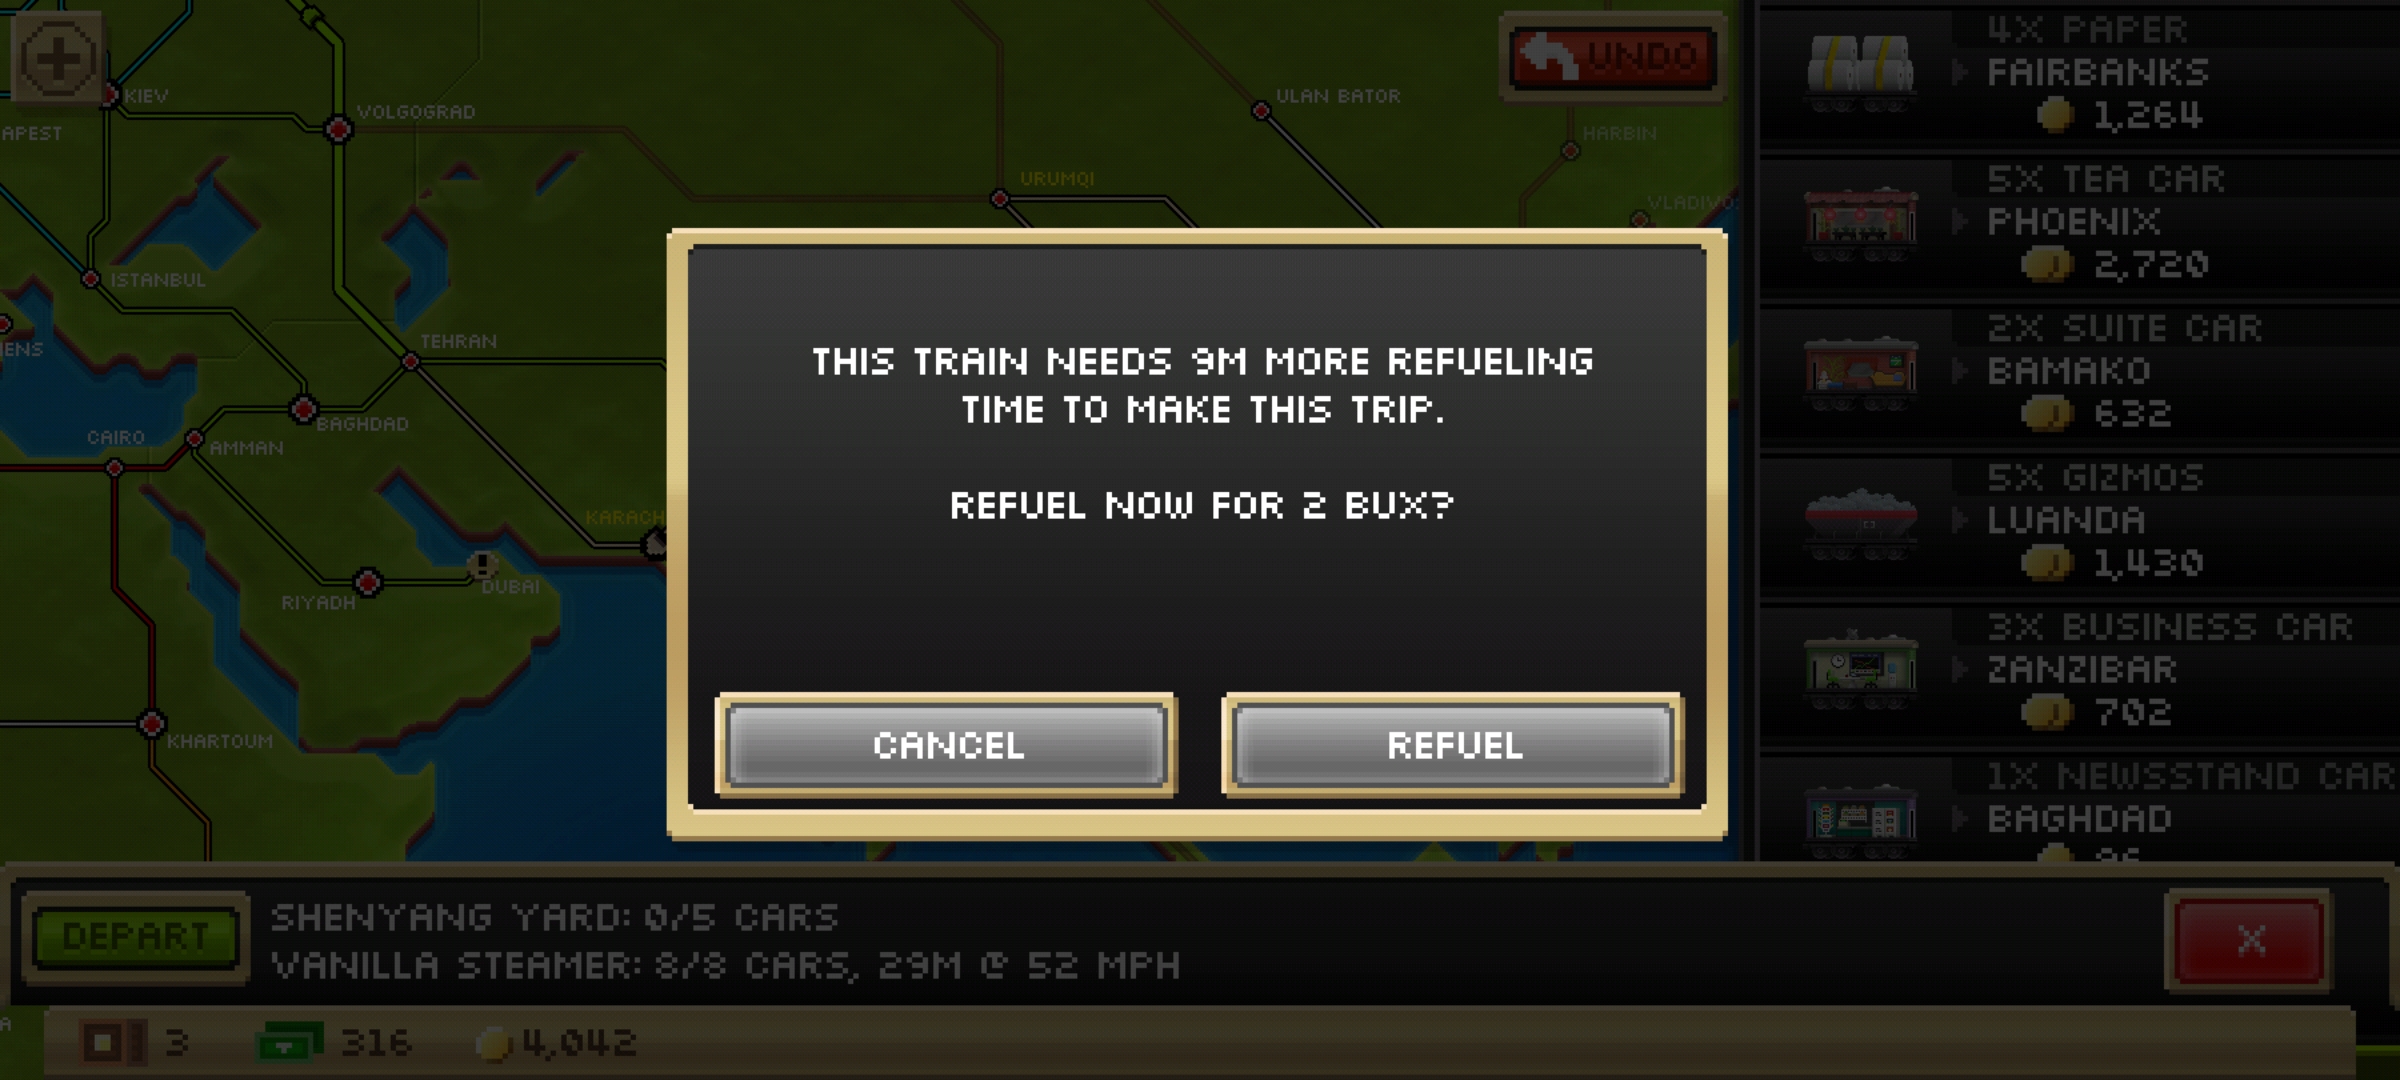 KIEV
APEST
VOLGOGRAD
ULAN BATOR
UNDO
HARBIN
URUMQI
VLADIVO
ISTANBUL
ENS
TEHRAN
BAGHDAD
CAIRO
AMMAN
KARACH
DUBAI
RIYADH
KHARTOUM
THIS TRAIN NEEDS 9M MORE REFUELING
TIME TO MAKE THIS TRIP.
REFUEL NOW FOR 2 BUX?
CANCEL
REFUEL
4X PAPER
FAIRBANKS
1,264
5X TEA CAR
PHOENIX
2,720
2X SUITE CAR
BAMAKO
632
5X GIZMOS
LUANDA
1,430
3X BUSINESS CAR
ZANZIBAR
702
1X NEWSSTAND CAR
BAGHDAD
DEPART
SHENYANG YARD: 0/5 CARS
VANILLA STEAMER: 8/8 CARS, 29M @ 52 MPH
X
3
316
4,042